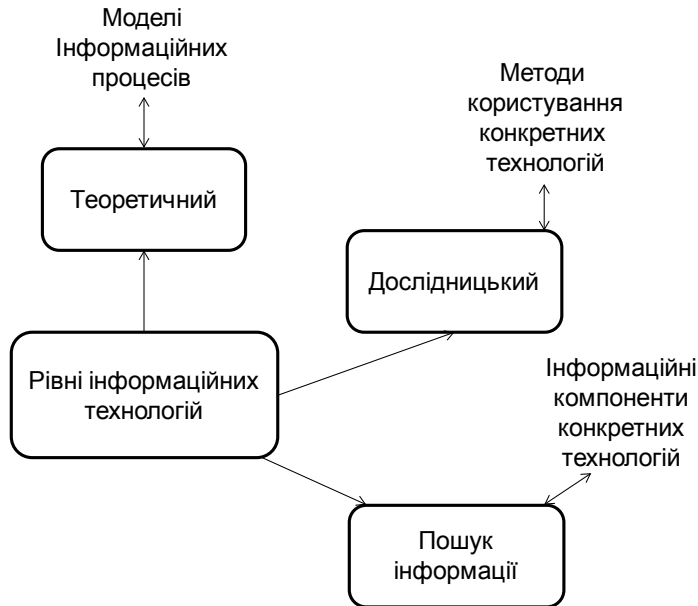 Моделі
Інформаційних
процесів
Теоретичний
Методи
користування
конкретних
технологій
Дослідницький
Рівні інформаційних
технологій
Інформаційні
компоненти
конкретних
технологій
Пошук
інформації